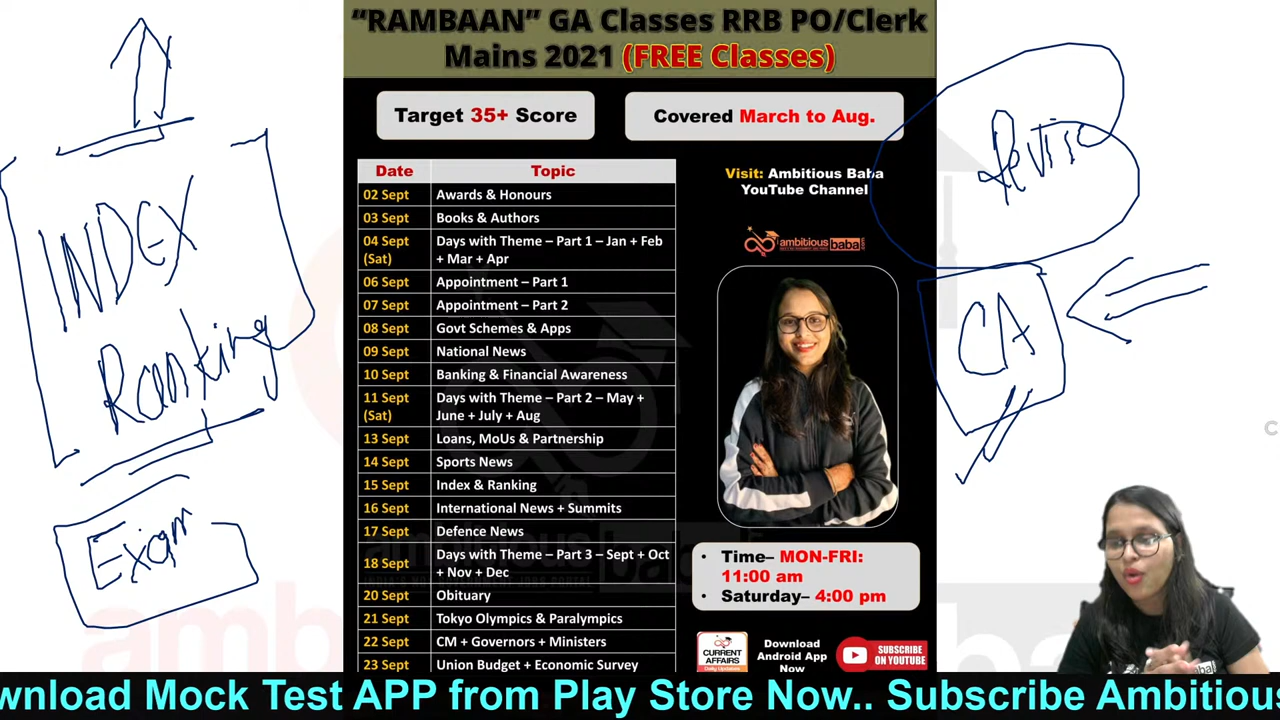 “RAMBAAN” GA Classes RRB PO/Clerk
Mains 2021 (FREE Classes)
Target 35+ Score
Covered March to Aug.
Date Topic
02 Sept Awards & Honours
03 Sept Books & Authors
04 Sept (Sat) Days with Theme – Part 1 – Jan + Feb
+ Mar + Apr
06 Sept Appointment – Part 1
07 Sept Appointment – Part 2
08 Sept Govt Schemes & Apps
09 Sept National News
10 Sept Banking & Financial Awareness
11 Sept (Sat) Days with Theme – Part 2 – May +
June + July + Aug
13 Sept Loans, MoUs & Partnership
14 Sept Sports News
15 Sept Index & Ranking
16 Sept International News + Summits
17 Sept Defence News
18 Sept Days with Theme – Part 3 – Sept + Oct
+ Nov + Dec
20 Sept Obituary
21 Sept Tokyo Olympics & Paralympics
22 Sept CM + Governors + Ministers
23 Sept Union Budget + Economic Survey
Visit: Ambitious Baba
YouTube Channel
ambitiousbaba.com
• Time– MON-FRI:
11:00 am
• Saturday– 4:00 pm
CURRENT
AFFAIRS
Daily Updates
Download
Android App
Now
SUBSCRIBE
ON YOUTUBE
INDEX
Ranking
Exam
CA
wnload Mock Test APP from Play Store Now.. Subscribe Ambitious